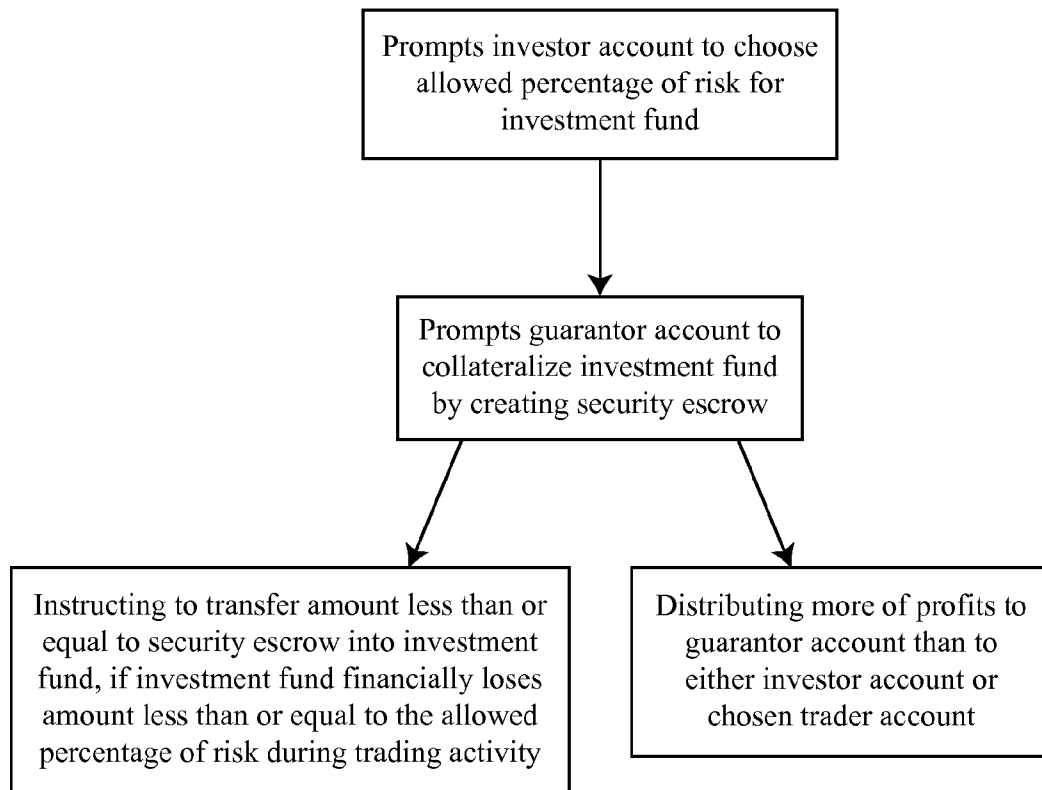 Prompts investor account to choose
allowed percentage of risk for
investment fund
Prompts guarantor account to
collateralize investment fund
by creating security escrow
Instructing to transfer amount less than or
equal to security escrow into investment
fund, if investment fund financially loses
amount less than or equal to the allowed
percentage of risk during trading activity
Distributing more of profits to
guarantor account than to
either investor account or
chosen trader account